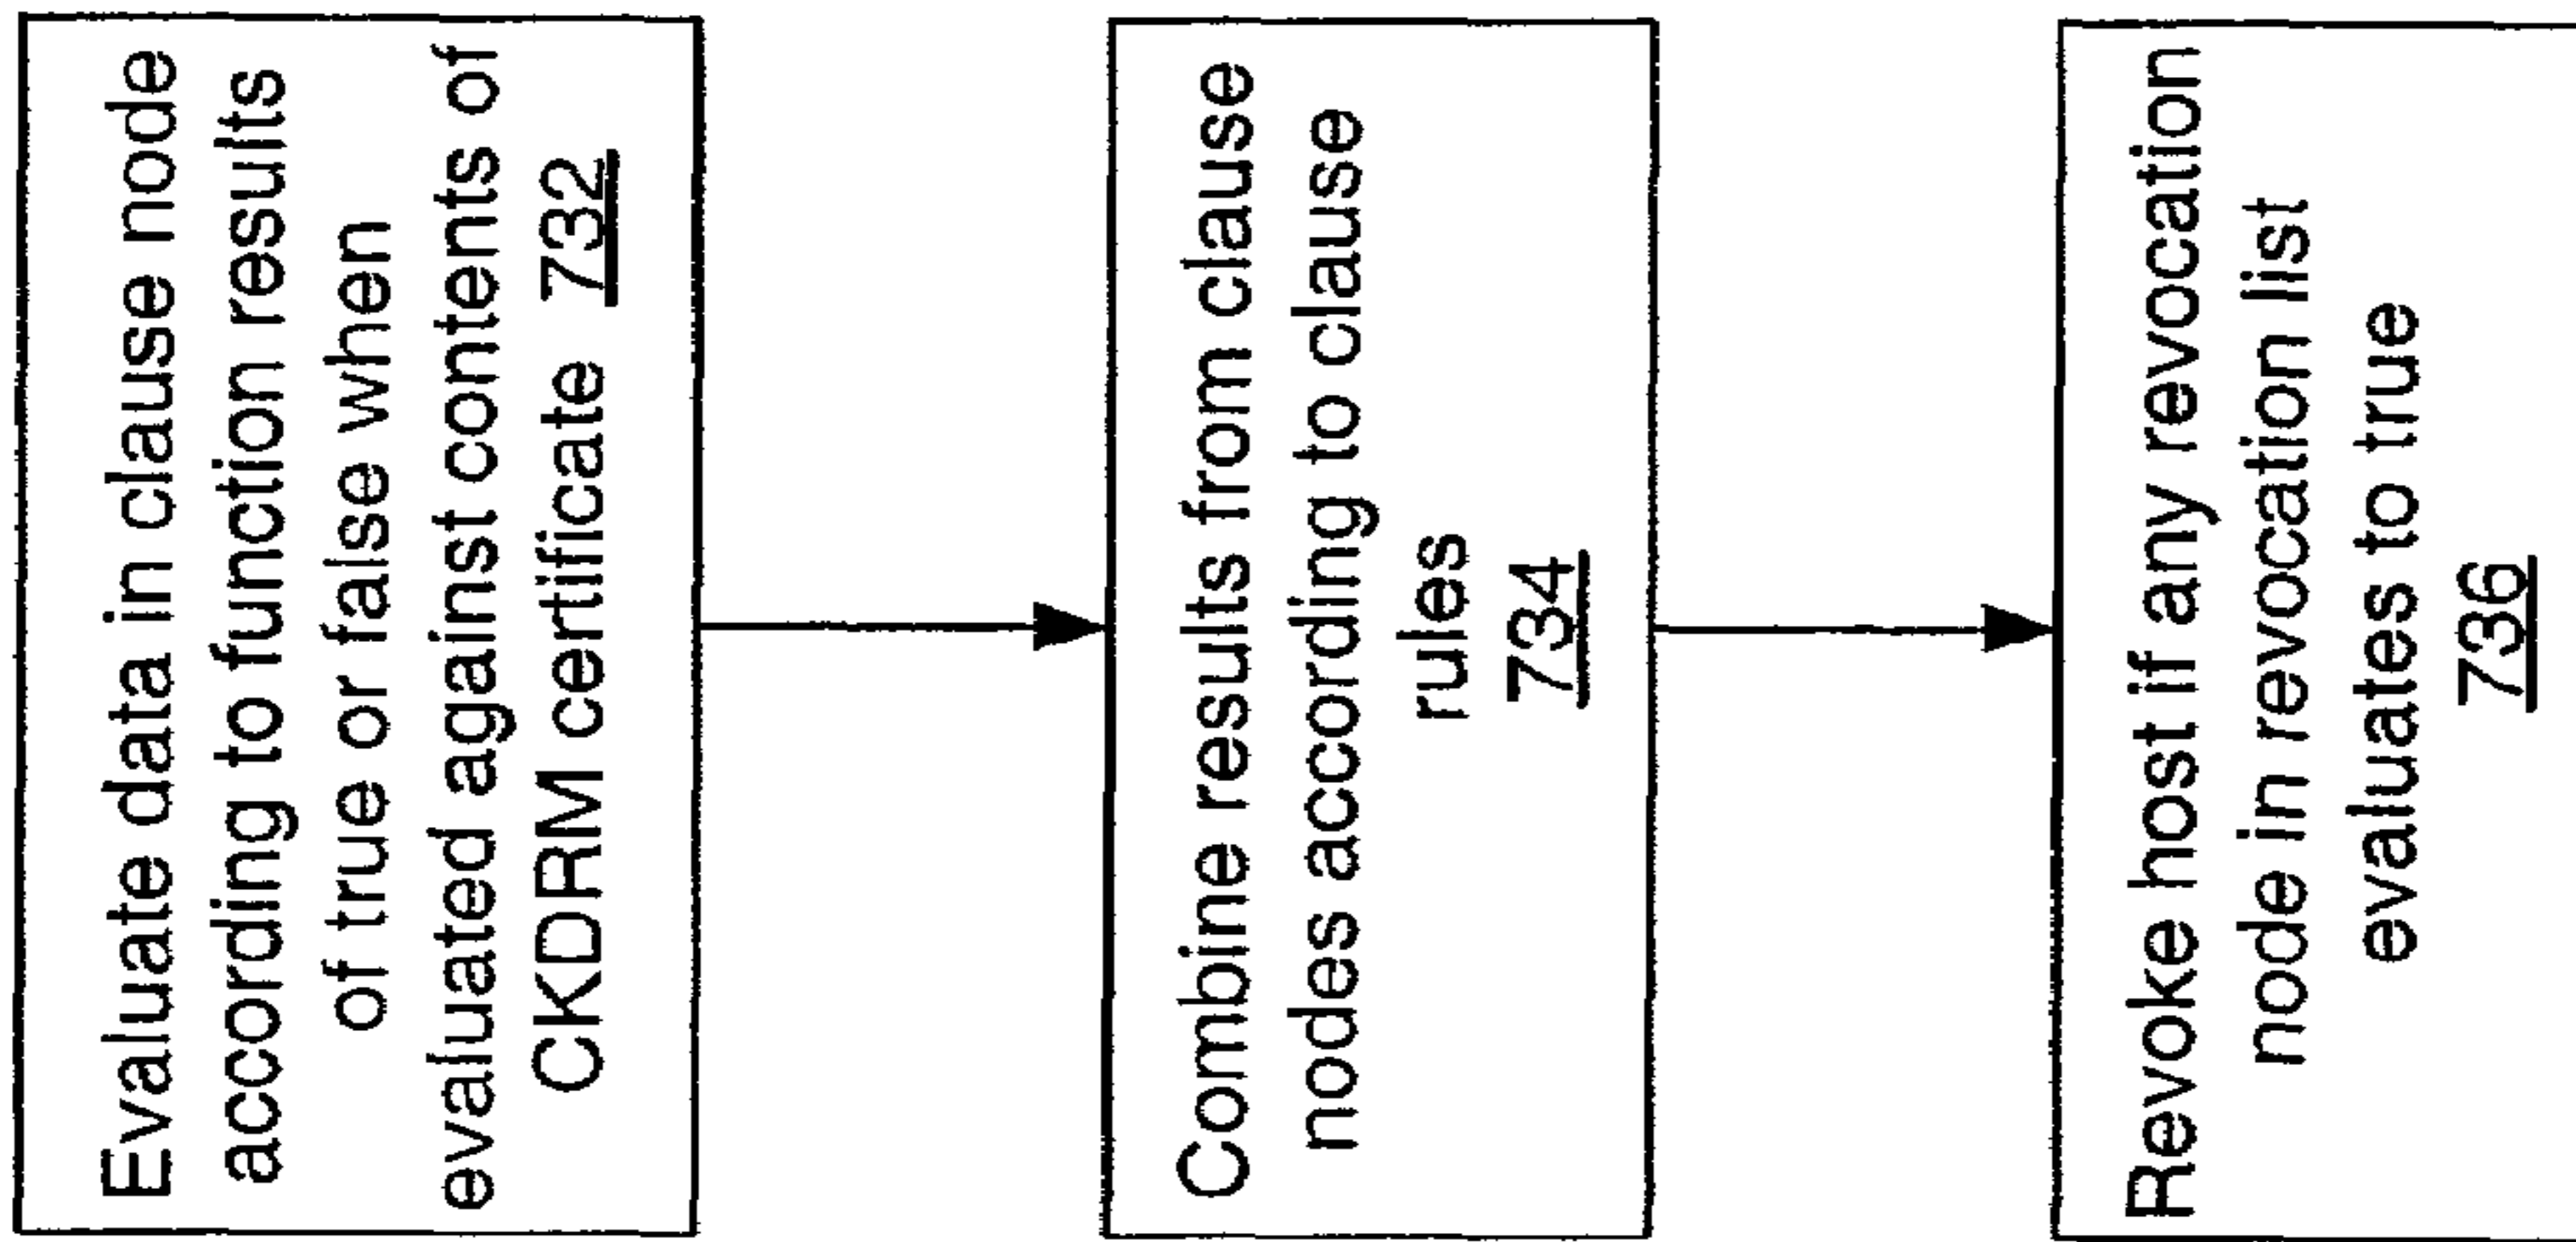 Evaluate data in clause node
according to function results
of true or false when
evaluated against contents of
CKDRM certificate 732
Combine results from clause
nodes according to clause
rules
734
Revoke host if any revocation
node in revocation list
evaluates to true
736